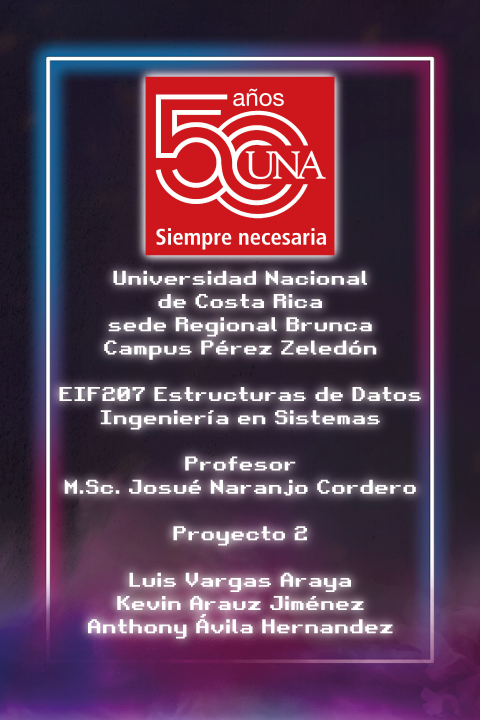 50 años
UNA
Siempre necesaria
Universidad Nacional
de Costa Rica
sede Regional Brunca
Campus Pérez Zeledón
EIF207 Estructuras de Datos
Ingeniería en Sistemas
Profesor
M.Sc. Josué Naranjo Cordero
Proyecto 2
Luis Vargas Araya
Kevin Arauz Jiménez
Anthony Ávila Hernandez